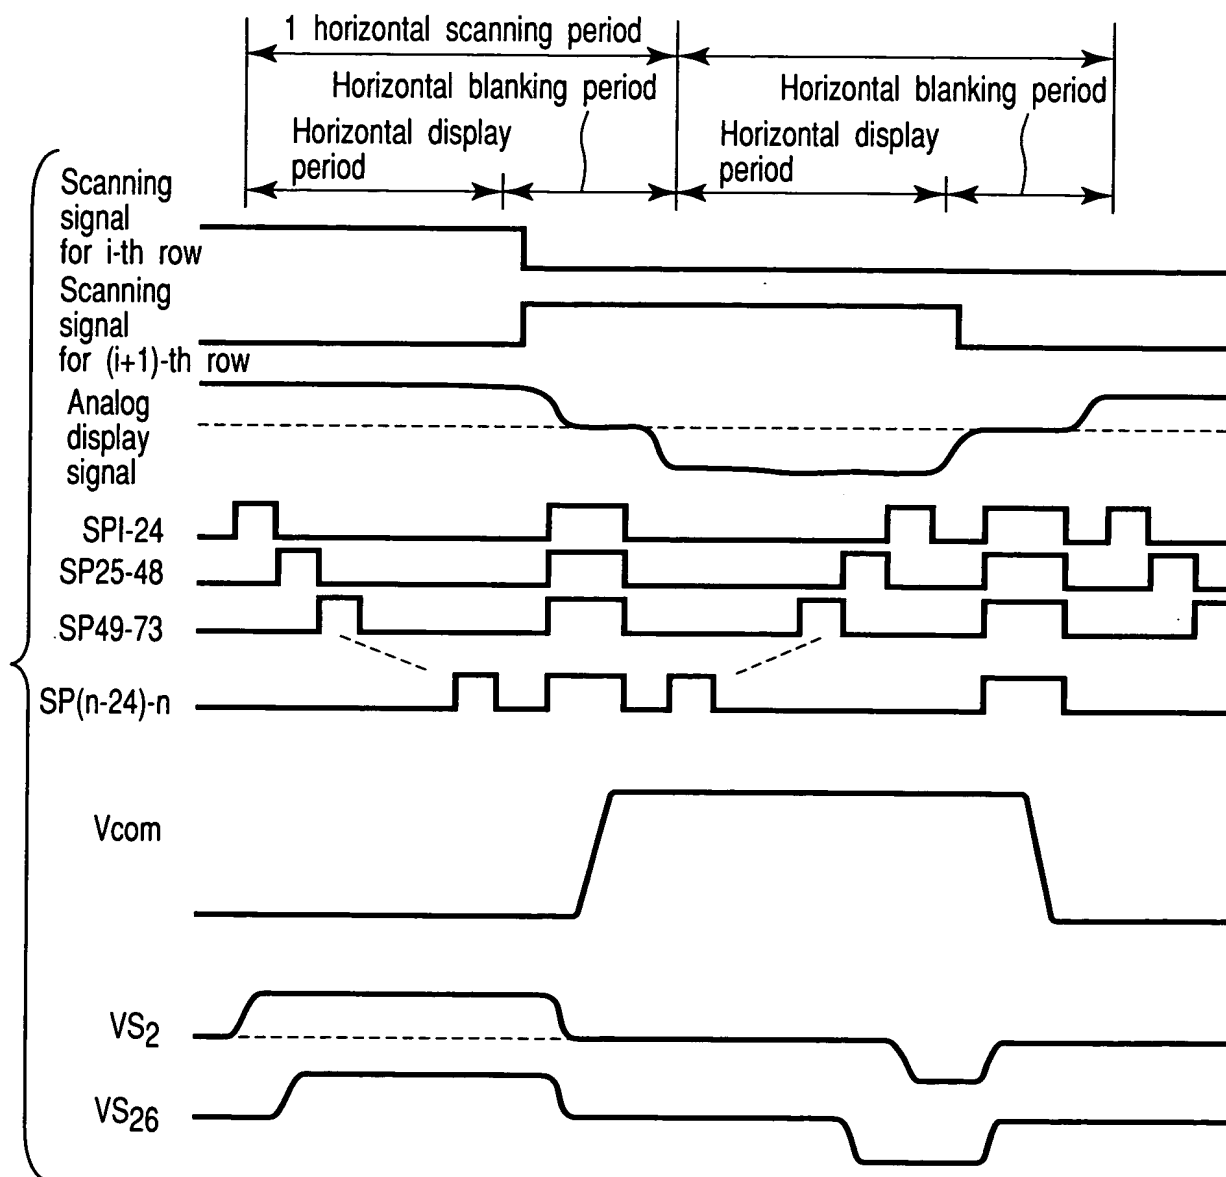 1 horizontal scanning period
Horizontal blanking period
Horizontal blanking period
Horizontal display
period
Horizontal display
period
Scanning
signal
for i-th row
Scanning
signal
for (i+1)-th row
Analog
display
signal
SPI-24
SP25-48
SP49-73
SP(n-24)-n
Vcom
VS2
VS26